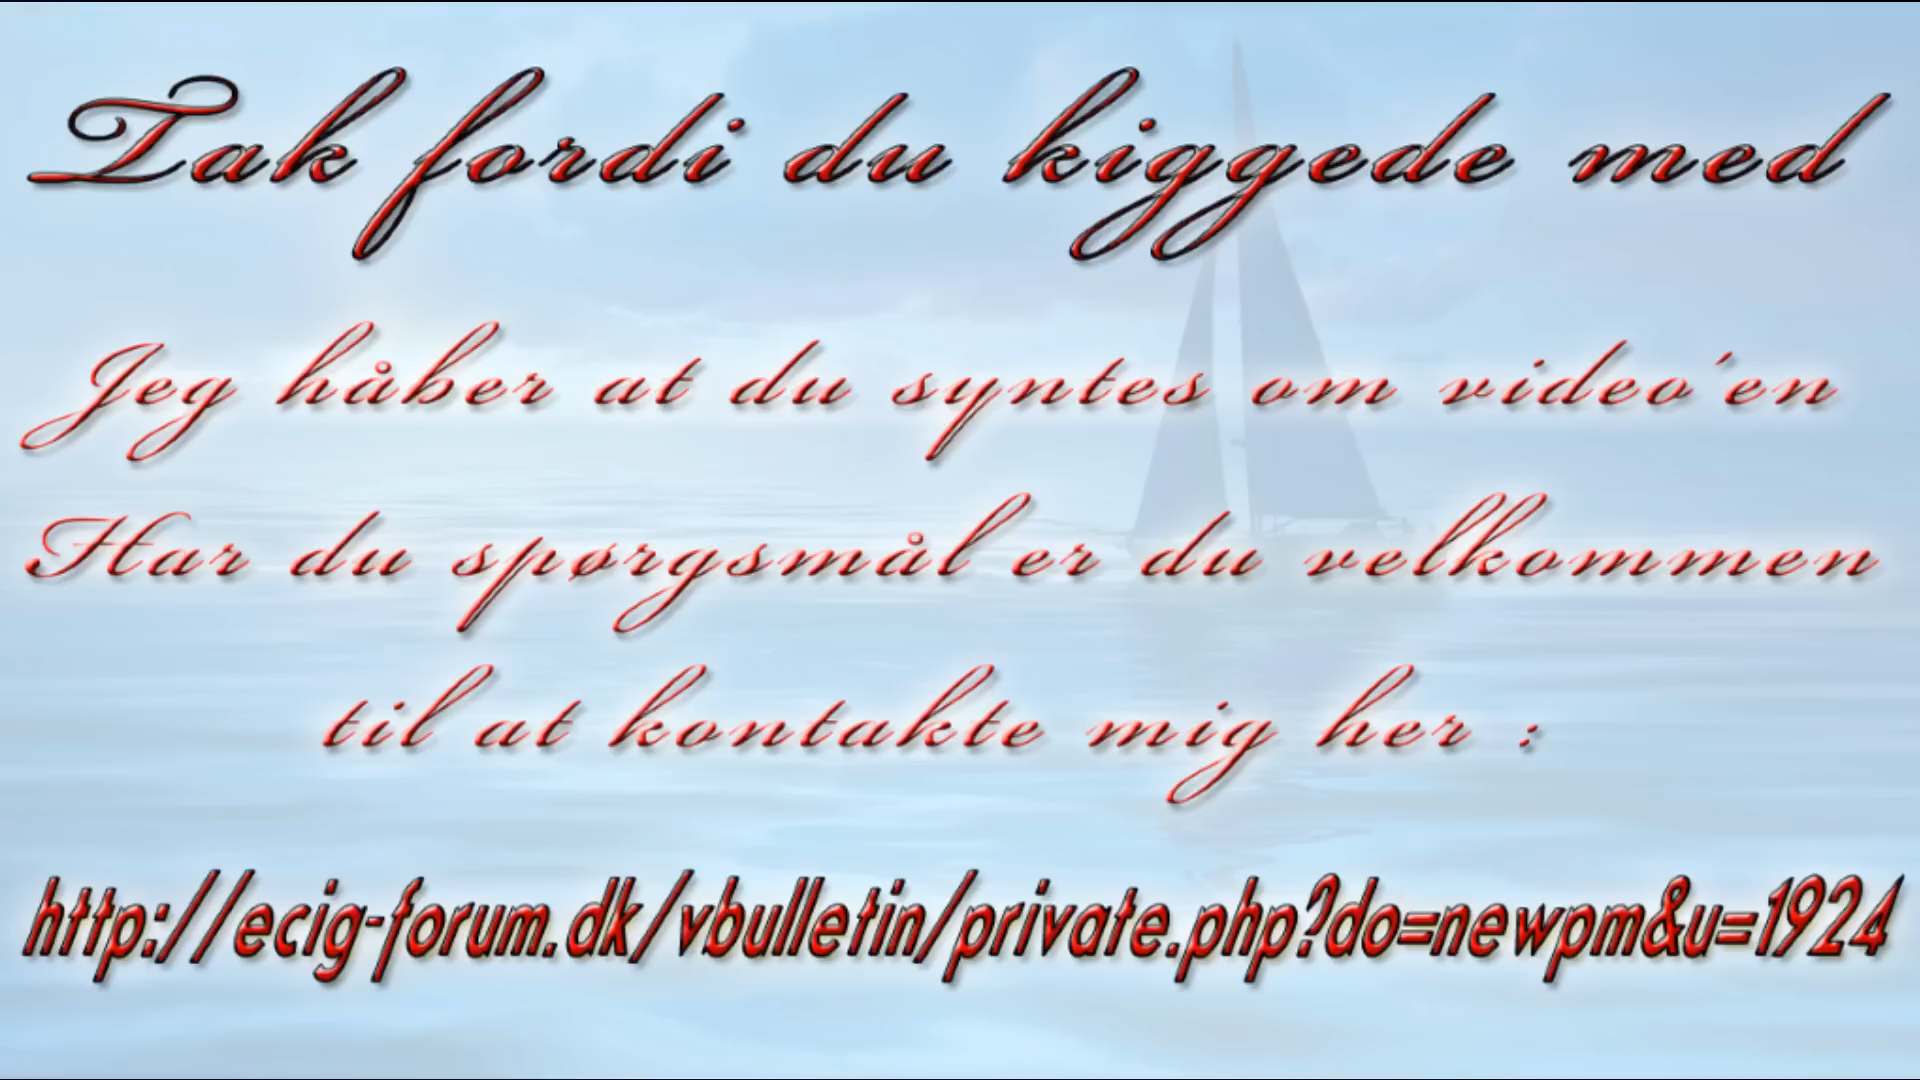 Tak fordi du kiggede med
Jeg håber at du syntes om video´en
Har du spørgsmål er du velkommen
til at kontakte mig her :
http://ecig-forum.dk/vbulletin/private.php?do=newpm&u=1924